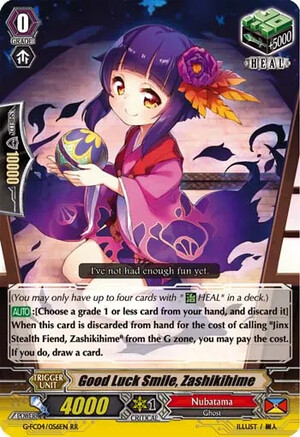 0
GRADE
+5000
HEAL
10000
I've not had enough fun yet.
(You may only have up to four cards with "HEAL" in a deck.)
AUTO:[Choose a grade 1 or less card from your hand, and discard it]
When this card is discarded from hand for the cost of calling "Jinx
Stealth Fiend, Zashikihime" from the G zone, you may pay the cost.
If you do, draw a card.
TRIGGER
UNIT
Good Luck Smile, Zashikihime
POWER
4000
1
CRITICAL
Nubatama
Ghost
G-FC04/056EN RR
ILLUST /